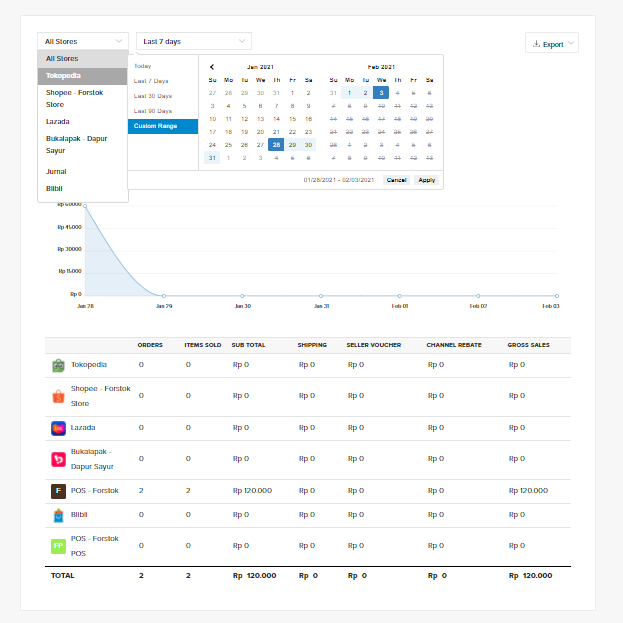 All Stores
Last 7 days
Export
All Stores
Tokopedia
Shopee - Forstok
Store
Lazada
Bukalapak - Dapur
Sayur
Jurnal
Blibli
Today
Last 7 Days
Last 30 Days
Last 90 Days
Custom Range
Jan 2021
Su Mo Tu We Th Fr Sa
27 28 29 30 31 1 2
3 4 5 6 7 8 9
10 11 12 13 14 15 16
17 18 19 20 21 22 23
24 25 26 27 28 29 30
31 1 2 3 4 5 6
Feb 2021
Su Mo Tu We Th Fr Sa
31 1 2 3 4 5 6
7 8 9 10 11 12 13
14 15 16 17 18 19 20
21 22 23 24 25 26 27
28 1 2 3 4 5 6
7 8 9 10 11 12 13
01/28/2021 - 02/03/2021 Cancel Apply
Rp 60000
Rp 45000
Rp 30000
Rp 15000
Rp 0
Jan 28 Jan 29 Jan 30 Jan 31 Feb 01 Feb 02 Feb 03
ORDERS ITEMS SOLD SUB TOTAL SHIPPING SELLER VOUCHER CHANNEL REBATE GROSS SALES
Tokopedia 0 0 Rp 0 Rp 0 Rp 0 Rp 0 Rp 0
Shopee - Forstok
Store 0 0 Rp 0 Rp 0 Rp 0 Rp 0 Rp 0
Lazada 0 0 Rp 0 Rp 0 Rp 0 Rp 0 Rp 0
Bukalapak -
Dapur Sayur 0 0 Rp 0 Rp 0 Rp 0 Rp 0 Rp 0
F POS - Forstok 2 2 Rp 120.000 Rp 0 Rp 0 Rp 0 Rp 120.000
Blibli 0 0 Rp 0 Rp 0 Rp 0 Rp 0 Rp 0
FP POS - Forstok
POS 0 0 Rp 0 Rp 0 Rp 0 Rp 0 Rp 0
TOTAL 2 2 Rp 120.000 Rp 0 Rp 0 Rp 0 Rp 120.000